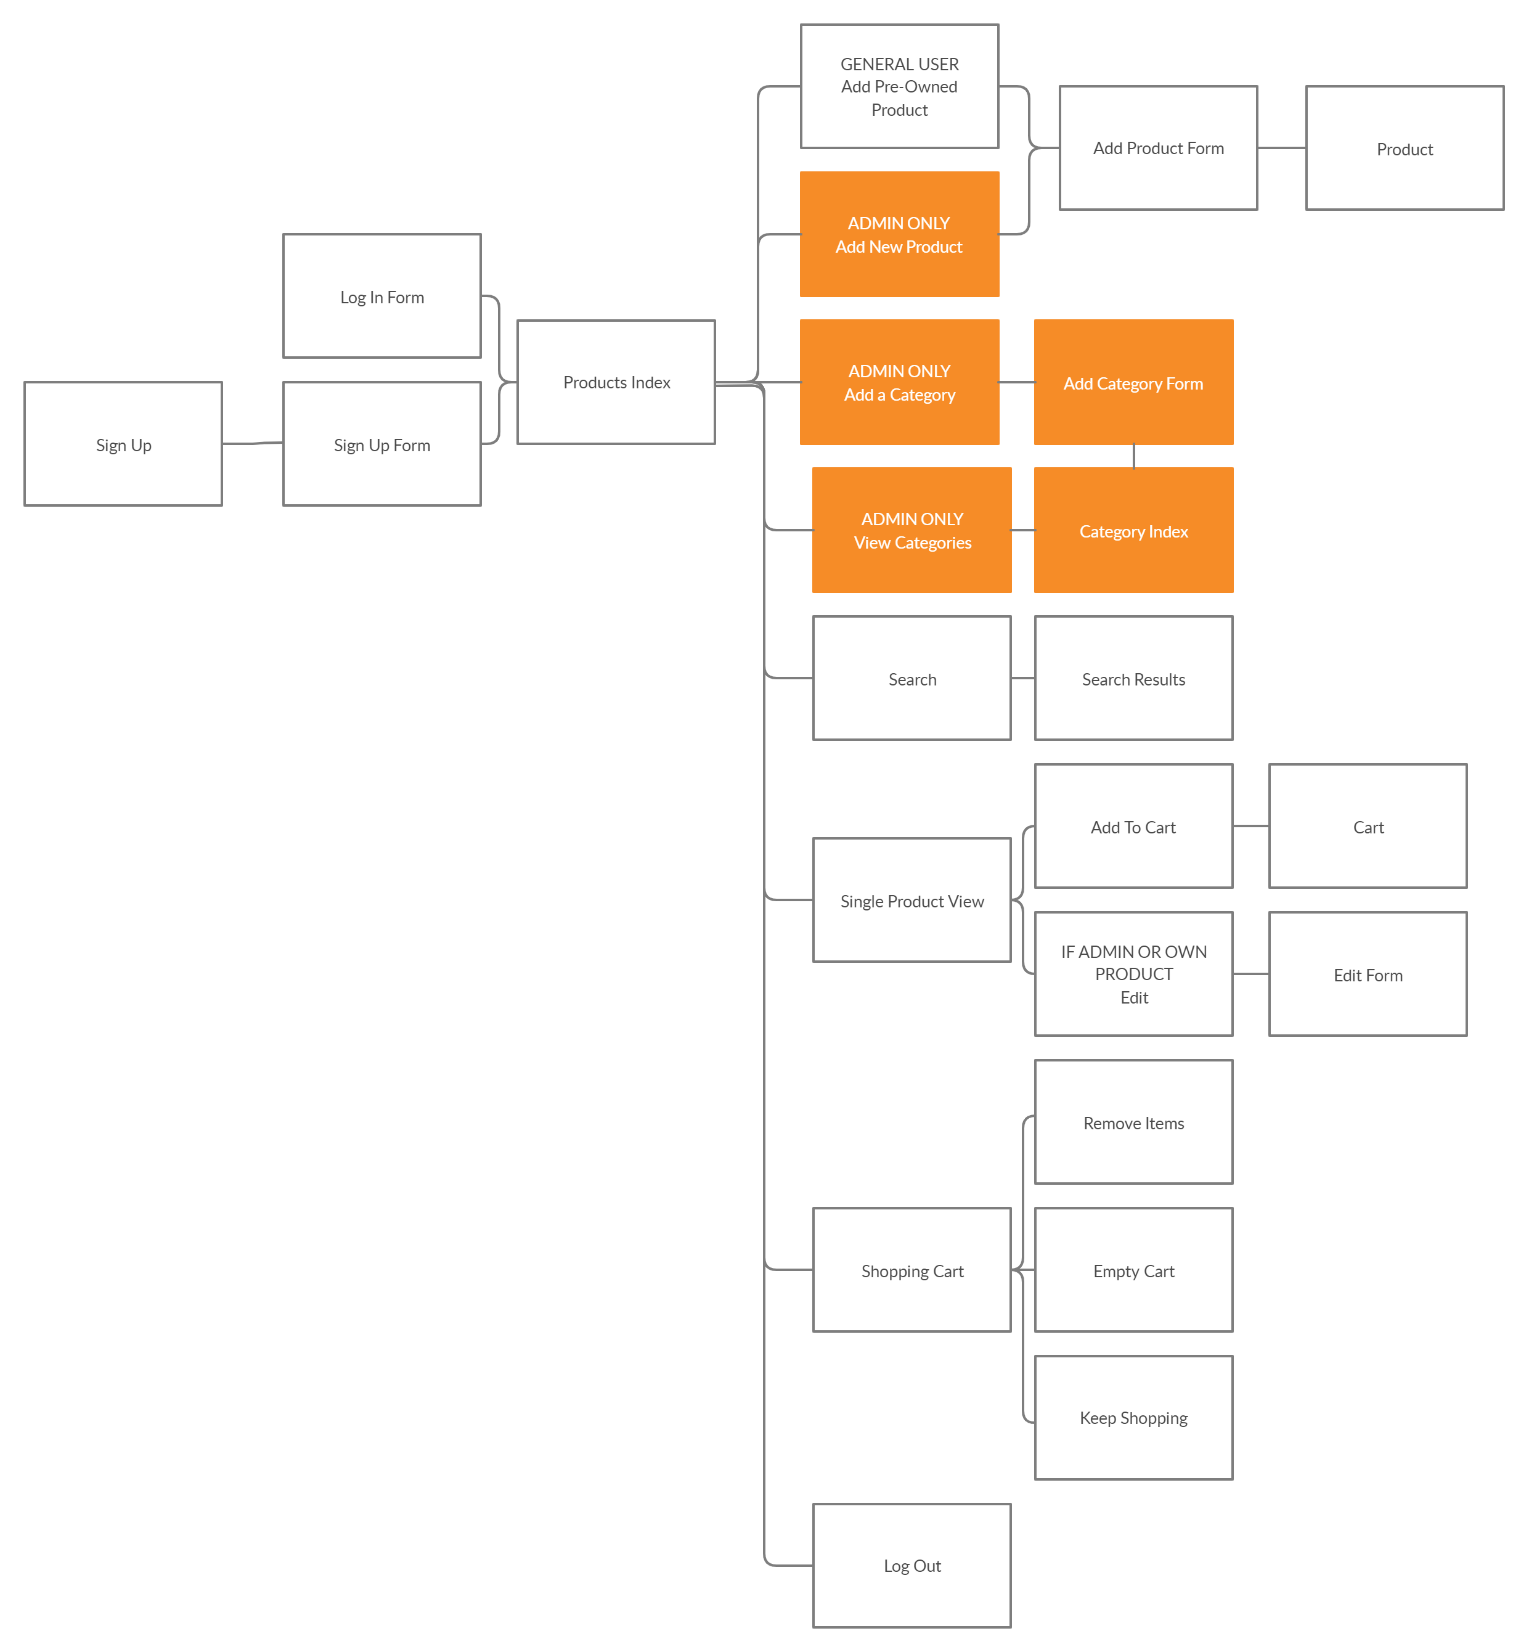 GENERAL USER
Add Pre-Owned
Product
Add Product Form
Product
ADMIN ONLY
Add New Product
Log In Form
Products Index
Sign Up
Sign Up Form
ADMIN ONLY
Add a Category
Add Category Form
ADMIN ONLY
View Categories
Category Index
Search
Search Results
Single Product View
Add To Cart
Cart
IF ADMIN OR OWN
PRODUCT
Edit
Edit Form
Shopping Cart
Remove Items
Empty Cart
Keep Shopping
Log Out